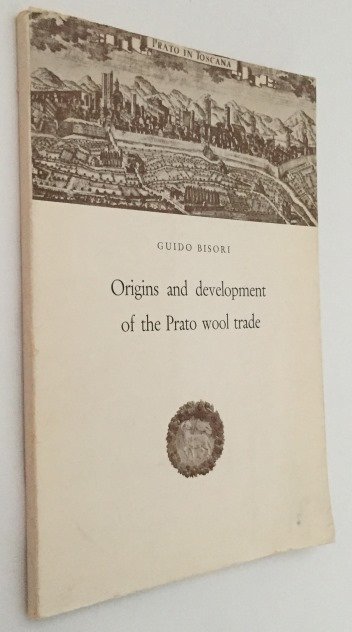 PRATO IN TOSCANA
GUIDO BISORI
Origins and development
of the Prato wool trade